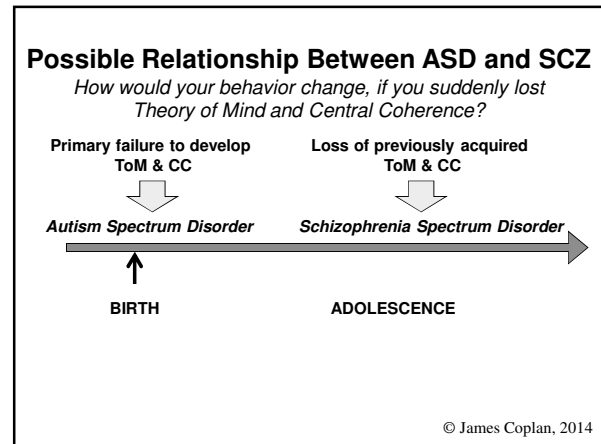 Possible Relationship Between ASD and SCZ
How would your behavior change, if you suddenly lost
Theory of Mind and Central Coherence?
Primary failure to develop
ToM & CC
Loss of previously acquired
ToM & CC
Autism Spectrum Disorder
Schizophrenia Spectrum Disorder
BIRTH
ADOLESCENCE
© James Coplan, 2014